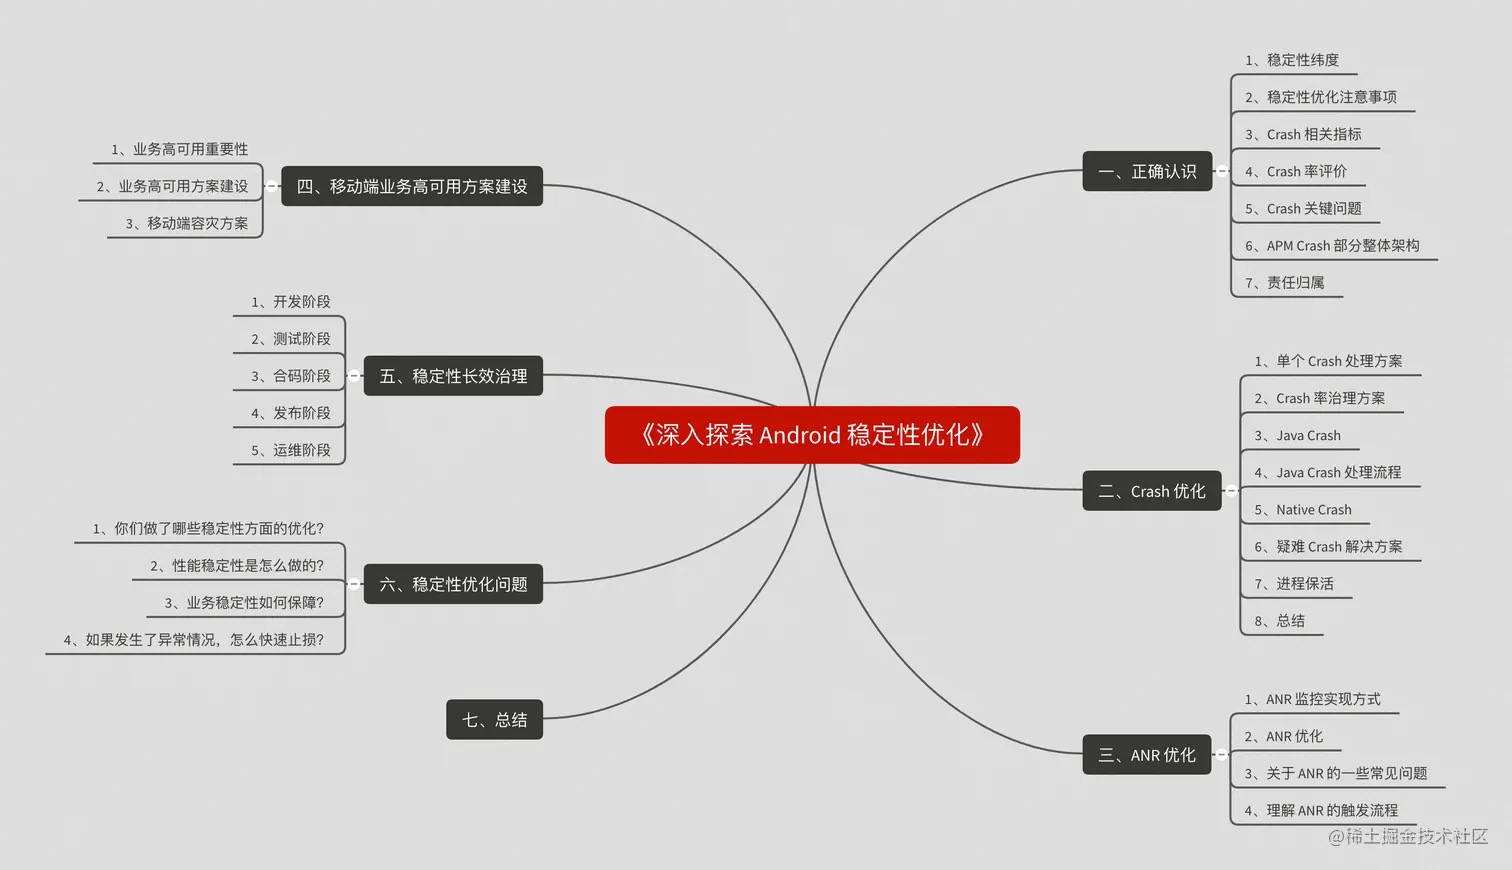 《深入探索 Android 稳定性优化》
一、正确认识
1、稳定性纬度
2、稳定性优化注意事项
3、Crash 相关指标
4、Crash 率评价
5、Crash 关键问题
6、APM Crash 部分整体架构
7、责任归属
二、Crash 优化
1、单个 Crash 处理方案
2、Crash 率治理方案
3、Java Crash
4、Java Crash 处理流程
5、Native Crash
6、疑难 Crash 解决方案
7、进程保活
8、总结
三、ANR 优化
1、ANR 监控实现方式
2、ANR 优化
3、关于 ANR 的一些常见问题
4、理解 ANR 的触发流程
四、移动端业务高可用方案建设
1、业务高可用重要性
2、业务高可用方案建设
3、移动端容灾方案
五、稳定性长效治理
1、开发阶段
2、测试阶段
3、合码阶段
4、发布阶段
5、运维阶段
六、稳定性优化问题
1、你们做了哪些稳定性方面的优化？
2、性能稳定性是怎么做的？
3、业务稳定性如何保障？
4、如果发生了异常情况，怎么快速止损？
七、总结
@稀土掘金技术社区